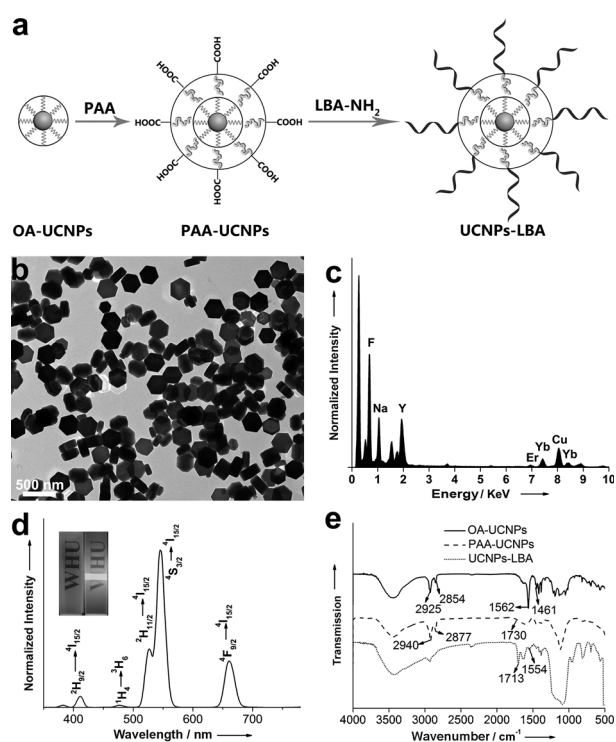 a
PAA
LBA-NH2
HOOC
COOH
COOH
HOOC
COOH
HOOC
COOH
HOOC
COOH
OA-UCNPs
PAA-UCNPs
UCNPs-LBA
b
500 nm
c
Normalized Intensity
F
Na
Y
Er
Yb
Cu
Yb
0 1 2 3 4 5 6 7 8 9 10
Energy / KeV
d
WHU
WHU
Normalized Intensity
4I15/2
2H9/2
3H6
1H4
4I15/2
2H11/2
4I15/2
4S3/2
4I15/2
4F9/2
400 500 600 700
Wavelength / nm
e
OA-UCNPs
PAA-UCNPs
UCNPs-LBA
Transmission
2925
2854
1562
1461
2940
2877
1730
1713
1554
4000 3500 3000 2500 2000 1500 1000 500
Wavenumber / cm-1